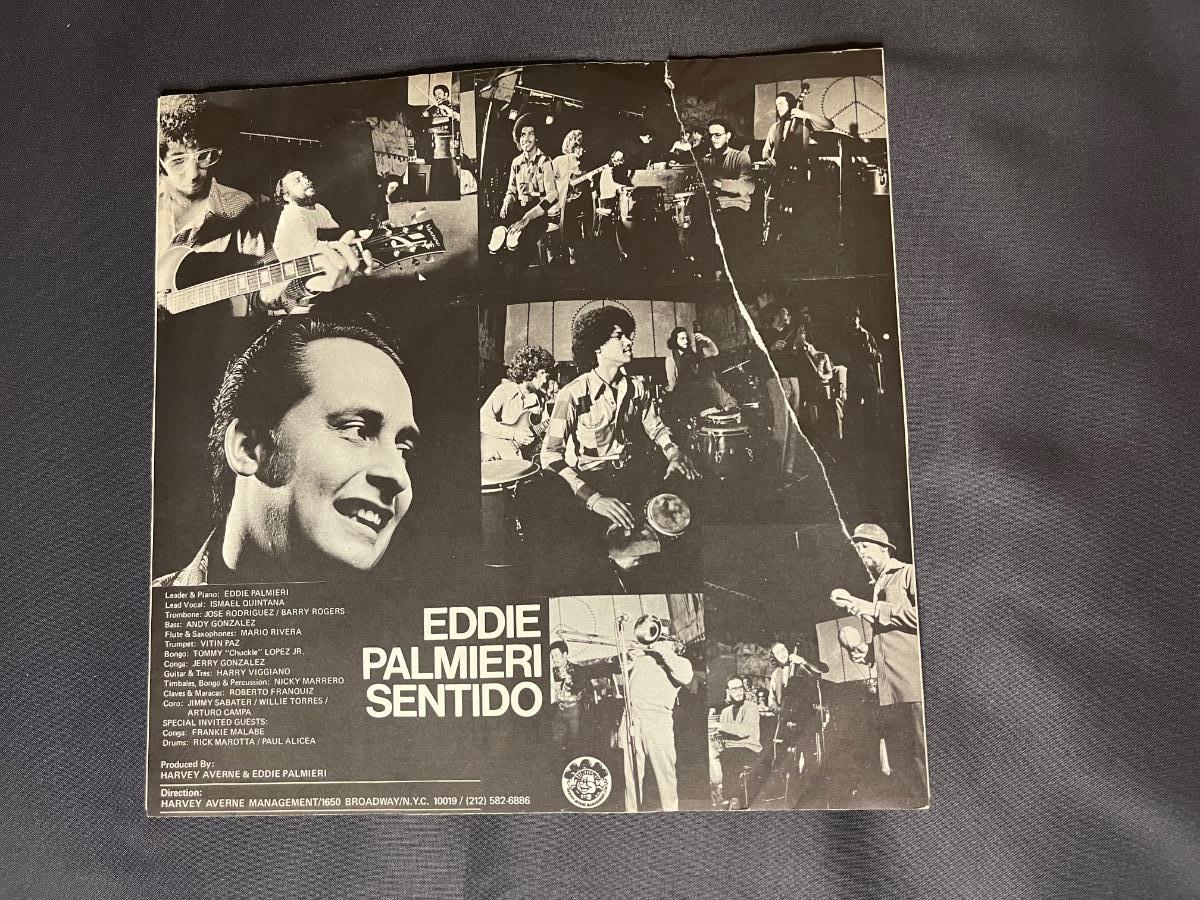 Leader & Piano: EDDIE PALMIERI
Lead Vocal: ISMAEL QUINTANA
Trombone: JOSE RODRIGUEZ / BARRY ROGERS
Bass: ANDY GONZALEZ
Flute & Saxophones: MARIO RIVERA
Trumpet: VITIN PAZ
Bongo: TOMMY "Chuckle" LOPEZ JR.
Conga: JERRY GONZALEZ
Guitar & Tres: HARRY VIGGIANO
Timbales, Bongo & Percussion: NICKY MARRERO
Claves & Maracas: ROBERTO FRANQUIZ
Coro: JIMMY SABATER / WILLIE TORRES /
ARTURO CAMPA
SPECIAL INVITED GUESTS:
Conga: FRANKIE MALABE
Drums: RICK MAROTTA / PAUL ALICEA
Produced By:
HARVEY AVERNE & EDDIE PALMIERI
Direction:
HARVEY AVERNE MANAGEMENT/1650 BROADWAY/N.Y.C. 10019 / (212) 582-6886
EDDIE
PALMIERI
SENTIDO